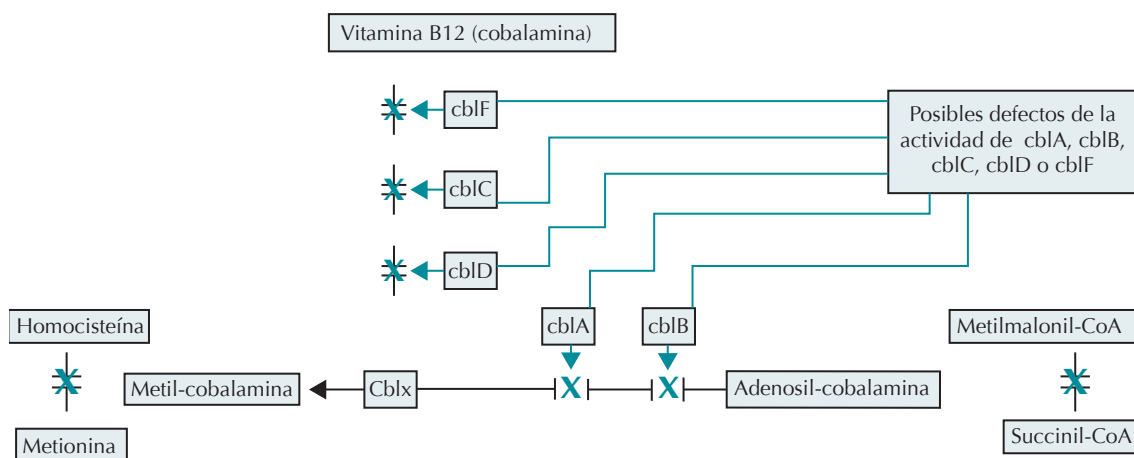 Vitamina B12 (cobalamina)
cblF
Posibles defectos de la
actividad de cblA, cblB,
cblC, cblD o cblF
cblC
cblD
Homocisteína
cblA
cblB
Metilmalonil-CoA
Metil-cobalamina
Cblx
Adenosil-cobalamina
Metionina
Succinil-CoA